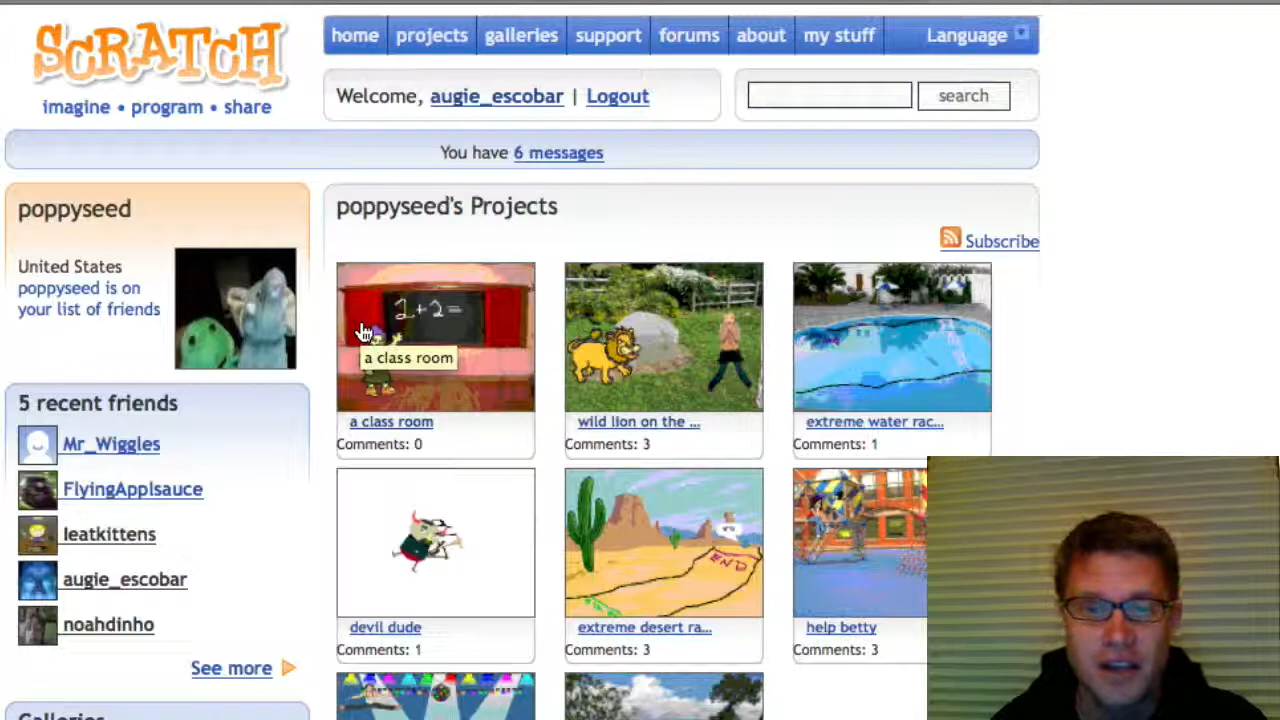 SCRATCH
imagine • program • share
home projects galleries support forums about my stuff Language
Welcome, augie_escobar | Logout
search
You have 6 messages
poppyseed
United States
poppyseed is on
your list of friends
5 recent friends
Mr_Wiggles
FlyingApplsauce
leatkittens
augie_escobar
noahdinho
See more
Galleries
poppyseed's Projects
Subscribe
2+2=
a class room
a class room
Comments: 0
wild lion on the ...
Comments: 3
extreme water rac...
Comments: 1
devil dude
Comments: 1
END
extreme desert ra...
Comments: 3
help betty
Comments: 3